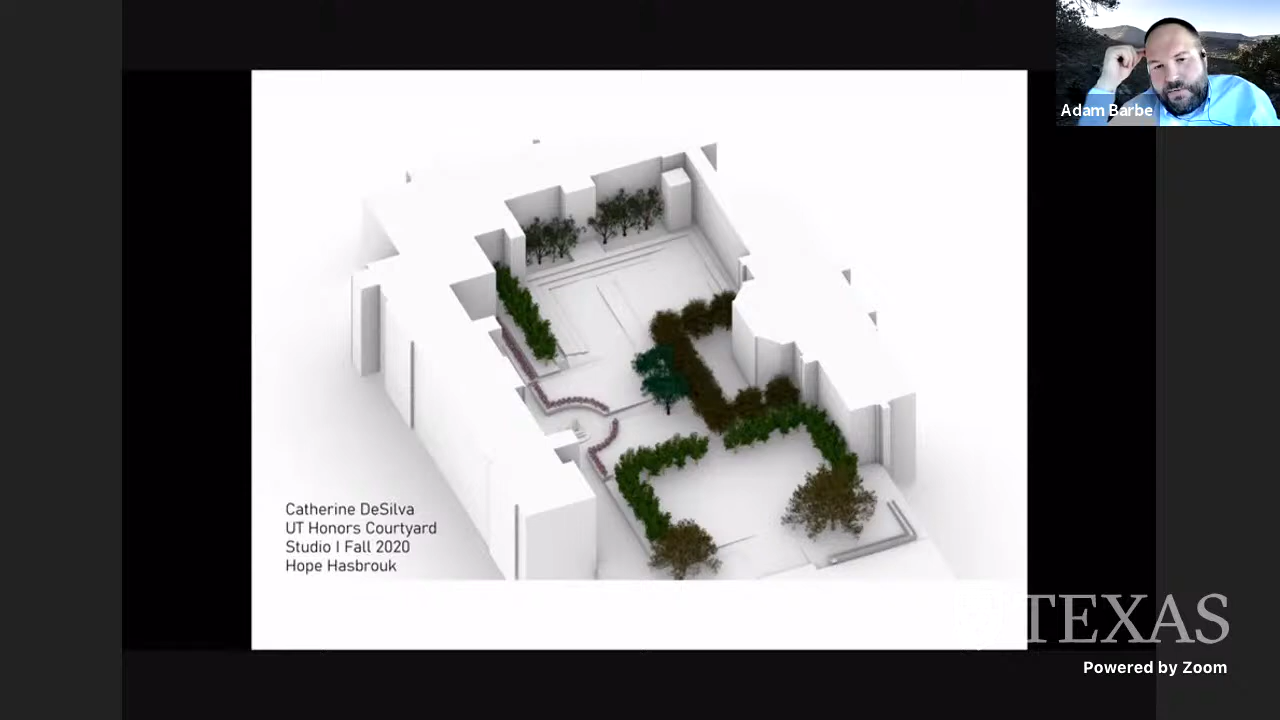 Adam Barbe
Catherine DeSilva
UT Honors Courtyard
Studio I Fall 2020
Hope Hasbrouk
TEXAS
Powered by Zoom